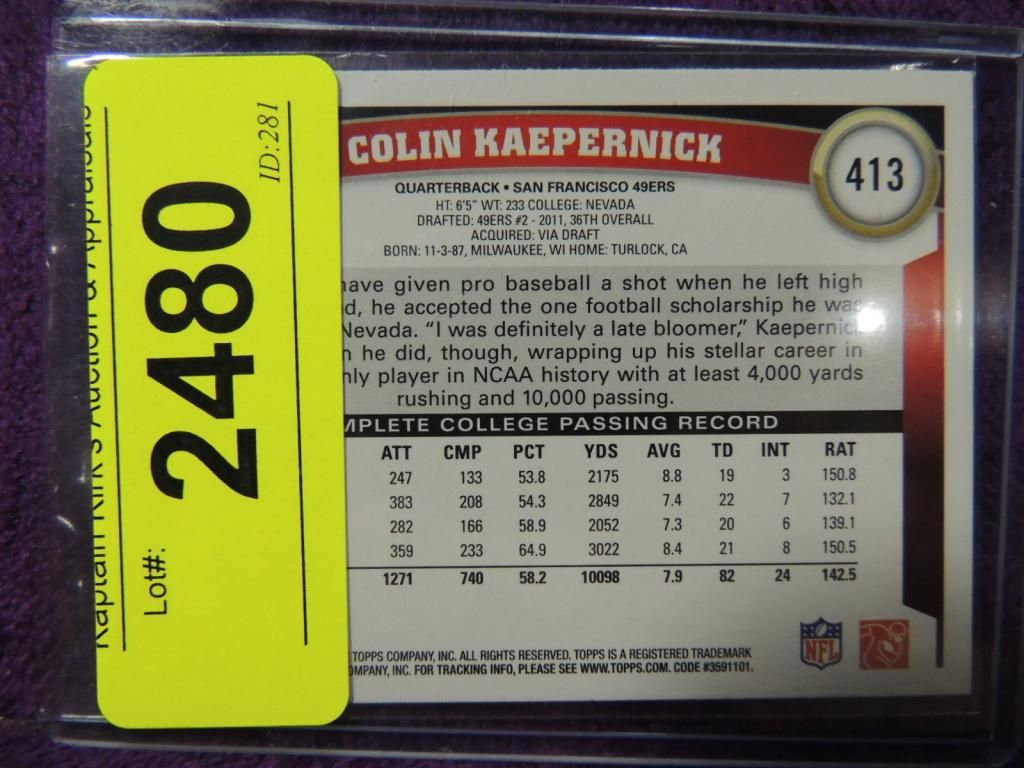 Kaptain Kirk's Auction & Appraisals
Lot#:
2480
ID:281
COLIN KAEPERNICK
413
QUARTERBACK • SAN FRANCISCO 49ERS
HT: 6'5" WT: 233 COLLEGE: NEVADA
DRAFTED: 49ERS #2 - 2011, 36TH OVERALL
ACQUIRED: VIA DRAFT
BORN: 11-3-87, MILWAUKEE, WI HOME: TURLOCK, CA
have given pro baseball a shot when he left high
he accepted the one football scholarship he was
Nevada. "I was definitely a late bloomer," Kaepernick
he did, though, wrapping up his stellar career in
player in NCAA history with at least 4,000 yards
rushing and 10,000 passing.
MPLETE COLLEGE PASSING RECORD
ATT CMP PCT YDS AVG TD INT RAT
247 133 53.8 2175 8.8 19 3 150.8
383 208 54.3 2849 7.4 22 7 132.1
282 166 58.9 2052 7.3 20 6 139.1
359 233 64.9 3022 8.4 21 8 150.5
1271 740 58.2 10098 7.9 82 24 142.5
TOPPS COMPANY, INC. ALL RIGHTS RESERVED. TOPPS IS A REGISTERED TRADEMARK
OMPANY, INC. FOR TRACKING INFO, PLEASE SEE WWW.TOPPS.COM. CODE #3591101.
NFL